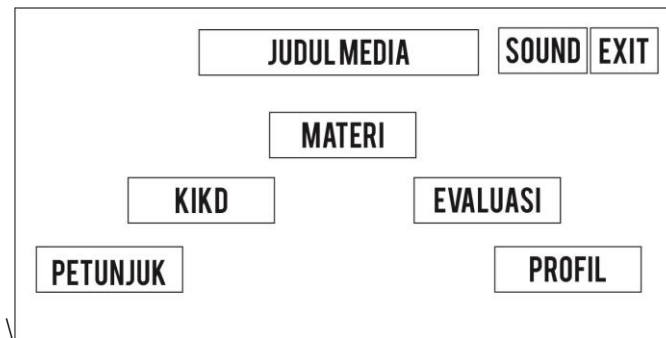 JUDUL MEDIA SOUND EXIT
MATERI
KIKD EVALUASI
PETUNJUK PROFIL
\